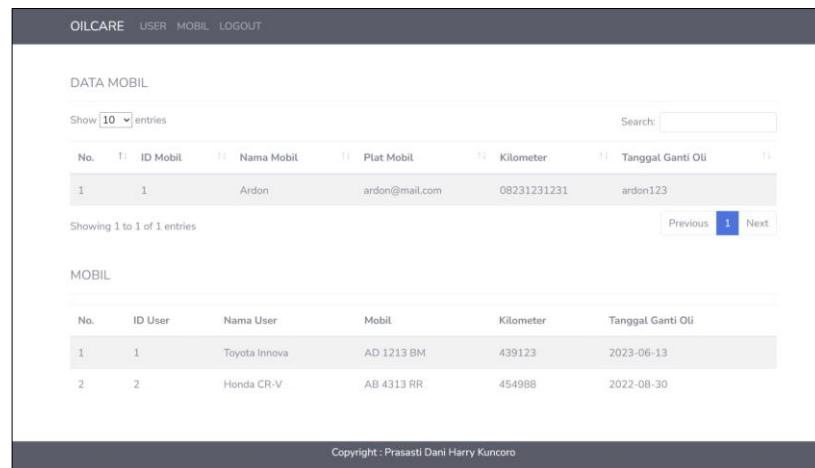 OILCARE USER MOBIL LOGOUT
DATA MOBIL
Show 10 entries Search:
No. ID Mobil Nama Mobil Plat Mobil Kilometer Tanggal Ganti Oli
1 1 Ardon ardon@mail.com 08231231231 ardon123
Showing 1 to 1 of 1 entries Previous 1 Next
MOBIL
No. ID User Nama User Mobil Kilometer Tanggal Ganti Oli
1 1 Toyota Innova AD 1213 BM 439123 2023-06-13
2 2 Honda CR-V AB 4313 RR 454988 2022-08-30
Copyright : Prasasti Dani Harry Kuncoro